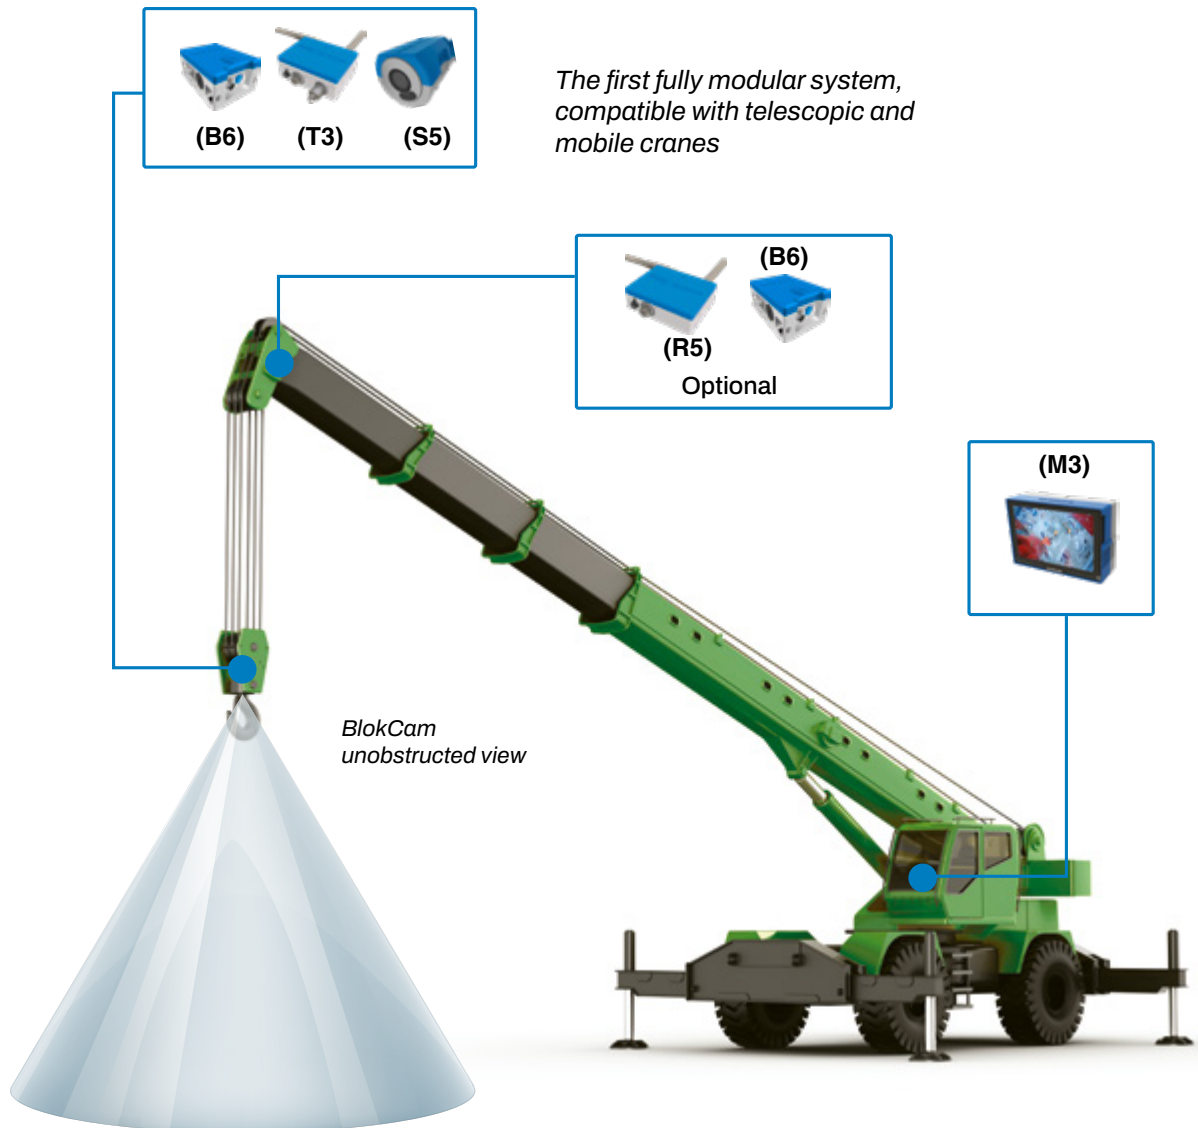 (B6) (T3) (S5)
The first fully modular system,
compatible with telescopic and
mobile cranes
(B6)
(R5)
Optional
(M3)
BlokCam
unobstructed view